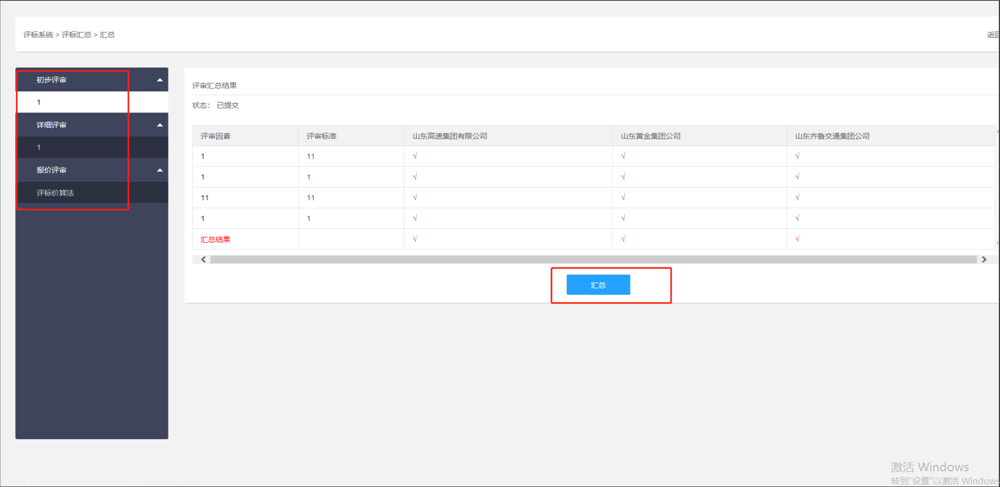 评标系统 > 评标汇总 > 汇总
返回
初步评审
1
详细评审
1
报价评审
评标价算法
评审汇总结果
状态： 已提交
评审因素 评审标准 山东高速集团有限公司 山东黄金集团公司 山东齐鲁交通集团公司
1 11 √ √ √
1 1 √ √ √
11 11 √ √ √
1 1 √ √ √
汇总结果 √ √ √
汇总
激活 Windows
转到"设置"以激活 Windows